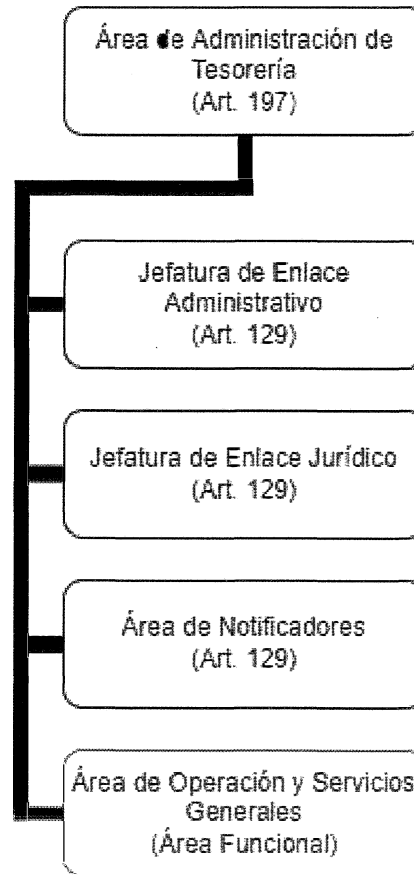 Área de Administración de
Tesorería
(Art. 197)
Jefatura de Enlace
Administrativo
(Art. 129)
Jefatura de Enlace Jurídico
(Art. 129)
Área de Notificadores
(Art. 129)
Área de Operación y Servicios
Generales
(Área Funcional)